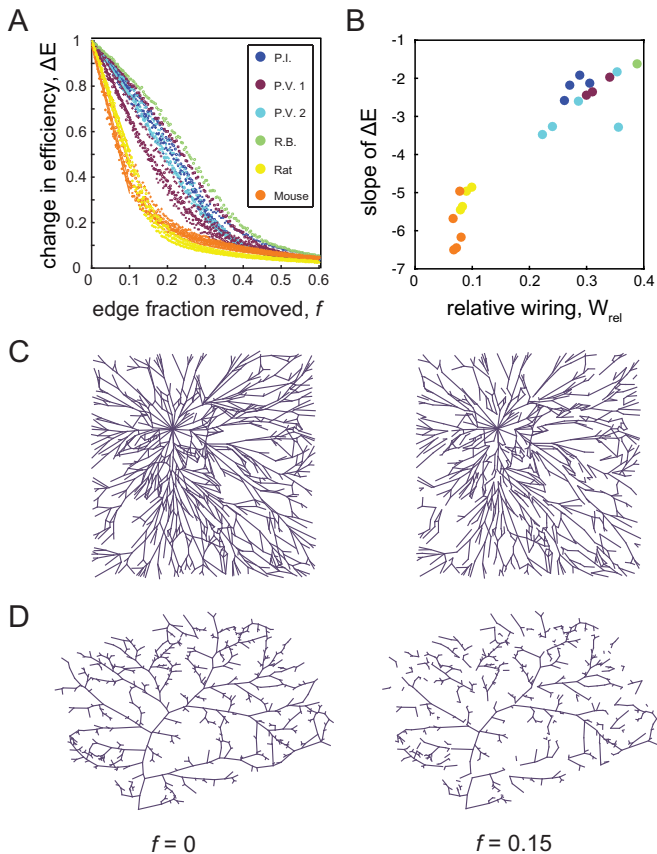 A
change in efficiency, ΔE
1
0.8
0.6
0.4
0.2
0
0
0.1
0.2
0.3
0.4
0.5
0.6
edge fraction removed, f
P.I.
P.V. 1
P.V. 2
R.B.
Rat
Mouse
B
slope of ΔE
-1
-2
-3
-4
-5
-6
-7
0
0.1
0.2
0.3
0.4
relative wiring, W_rel
C
D
f = 0
f = 0.15